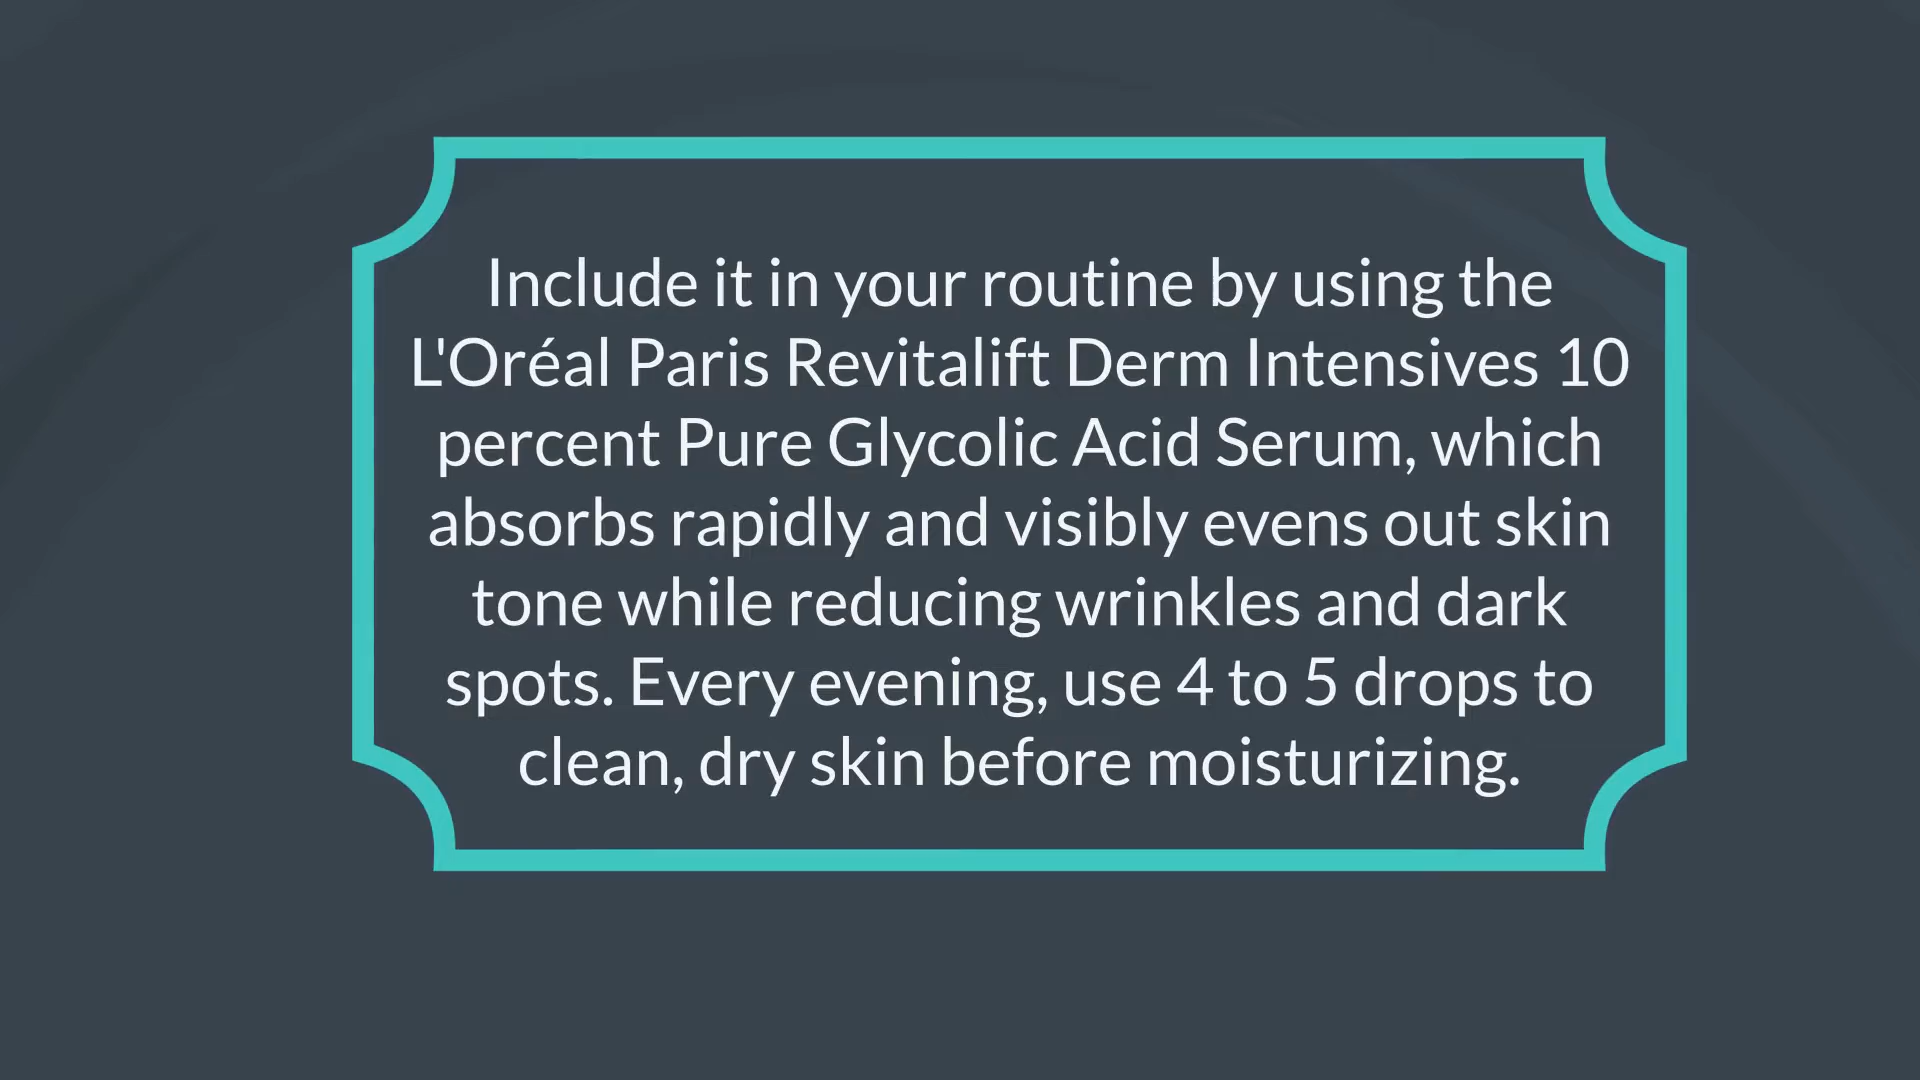 Include it in your routine by using the
L'Oréal Paris Revitalift Derm Intensives 10
percent Pure Glycolic Acid Serum, which
absorbs rapidly and visibly evens out skin
tone while reducing wrinkles and dark
spots. Every evening, use 4 to 5 drops to
clean, dry skin before moisturizing.